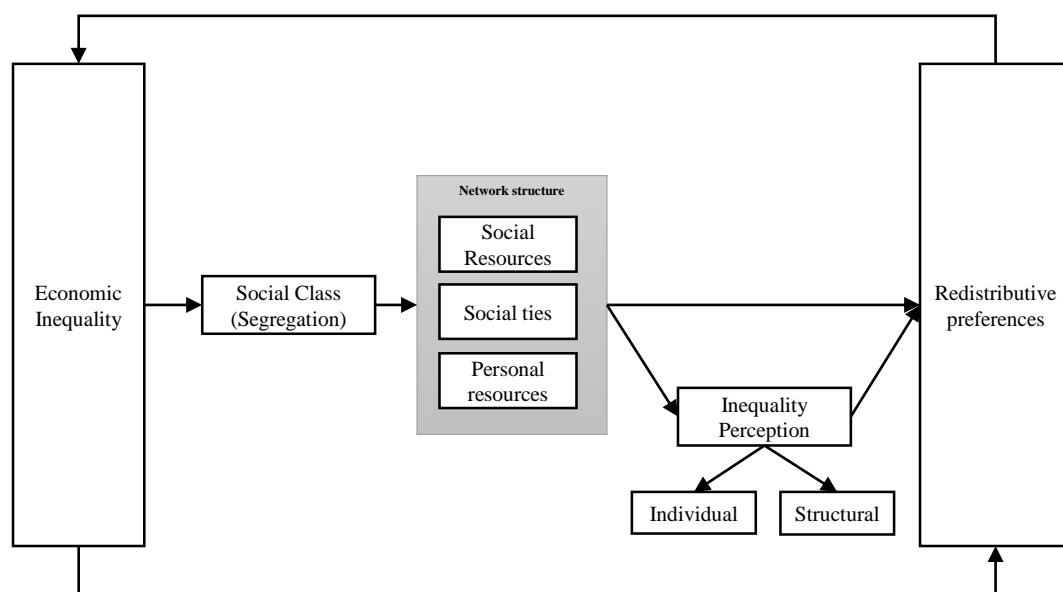 Network structure
Social
Resources
Economic
Inequality
Social Class
(Segregation)
Social ties
Redistributive
preferences
Personal
resources
Inequality
Perception
Individual
Structural